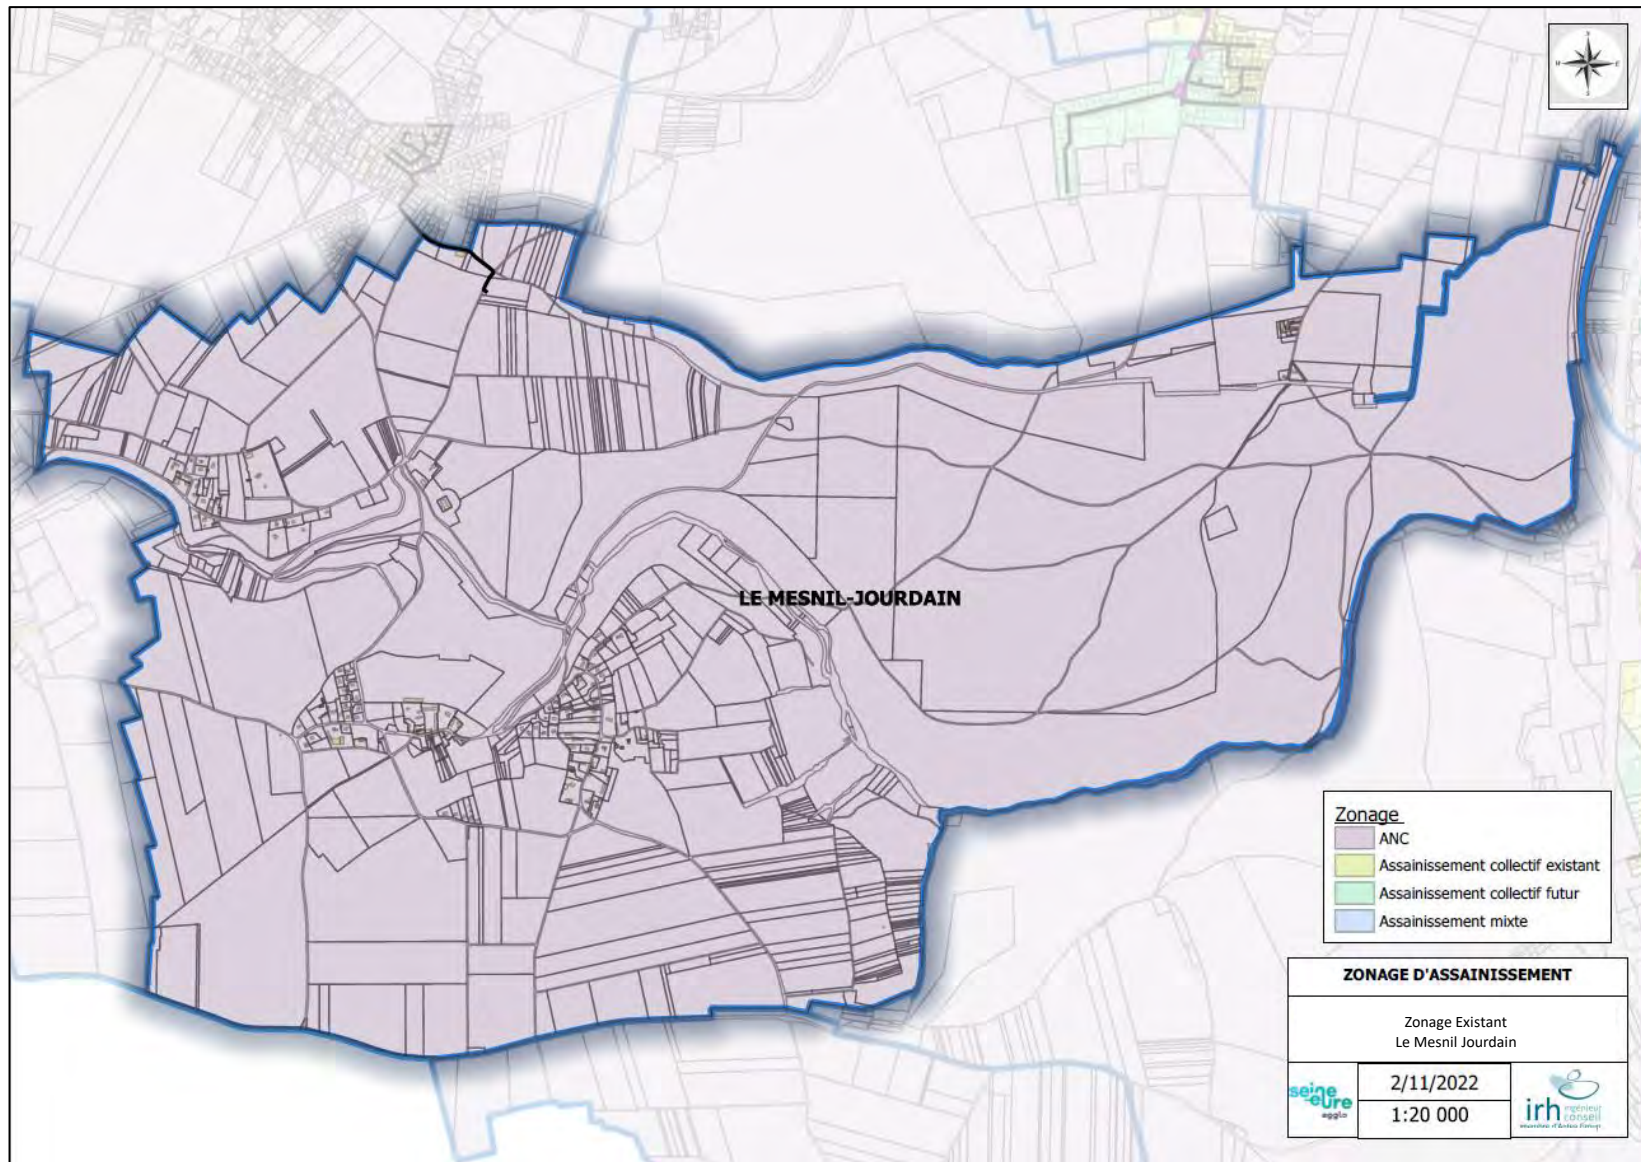 LE MESNIL-JOURDAIN
Zonage
ANC
Assainissement collectif existant
Assainissement collectif futur
Assainissement mixte
ZONAGE D'ASSAINISSEMENT
Zonage Existant
Le Mesnil Jourdain
seine
eure
agglo
2/11/2022
1:20 000
irh ingénieur
conseil